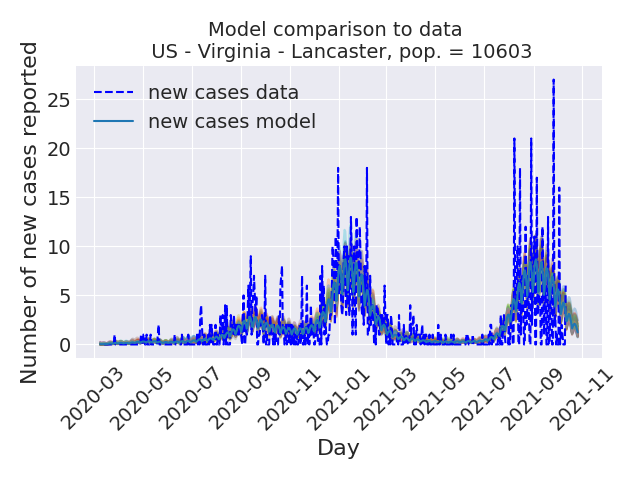 Model comparison to data
US - Virginia - Lancaster, pop. = 10603
Number of new cases reported
25
20
15
10
5
0
new cases data
new cases model
2020-03
2020-05
2020-07
2020-09
2020-11
2021-01
2021-03
2021-05
2021-07
2021-09
2021-11
Day